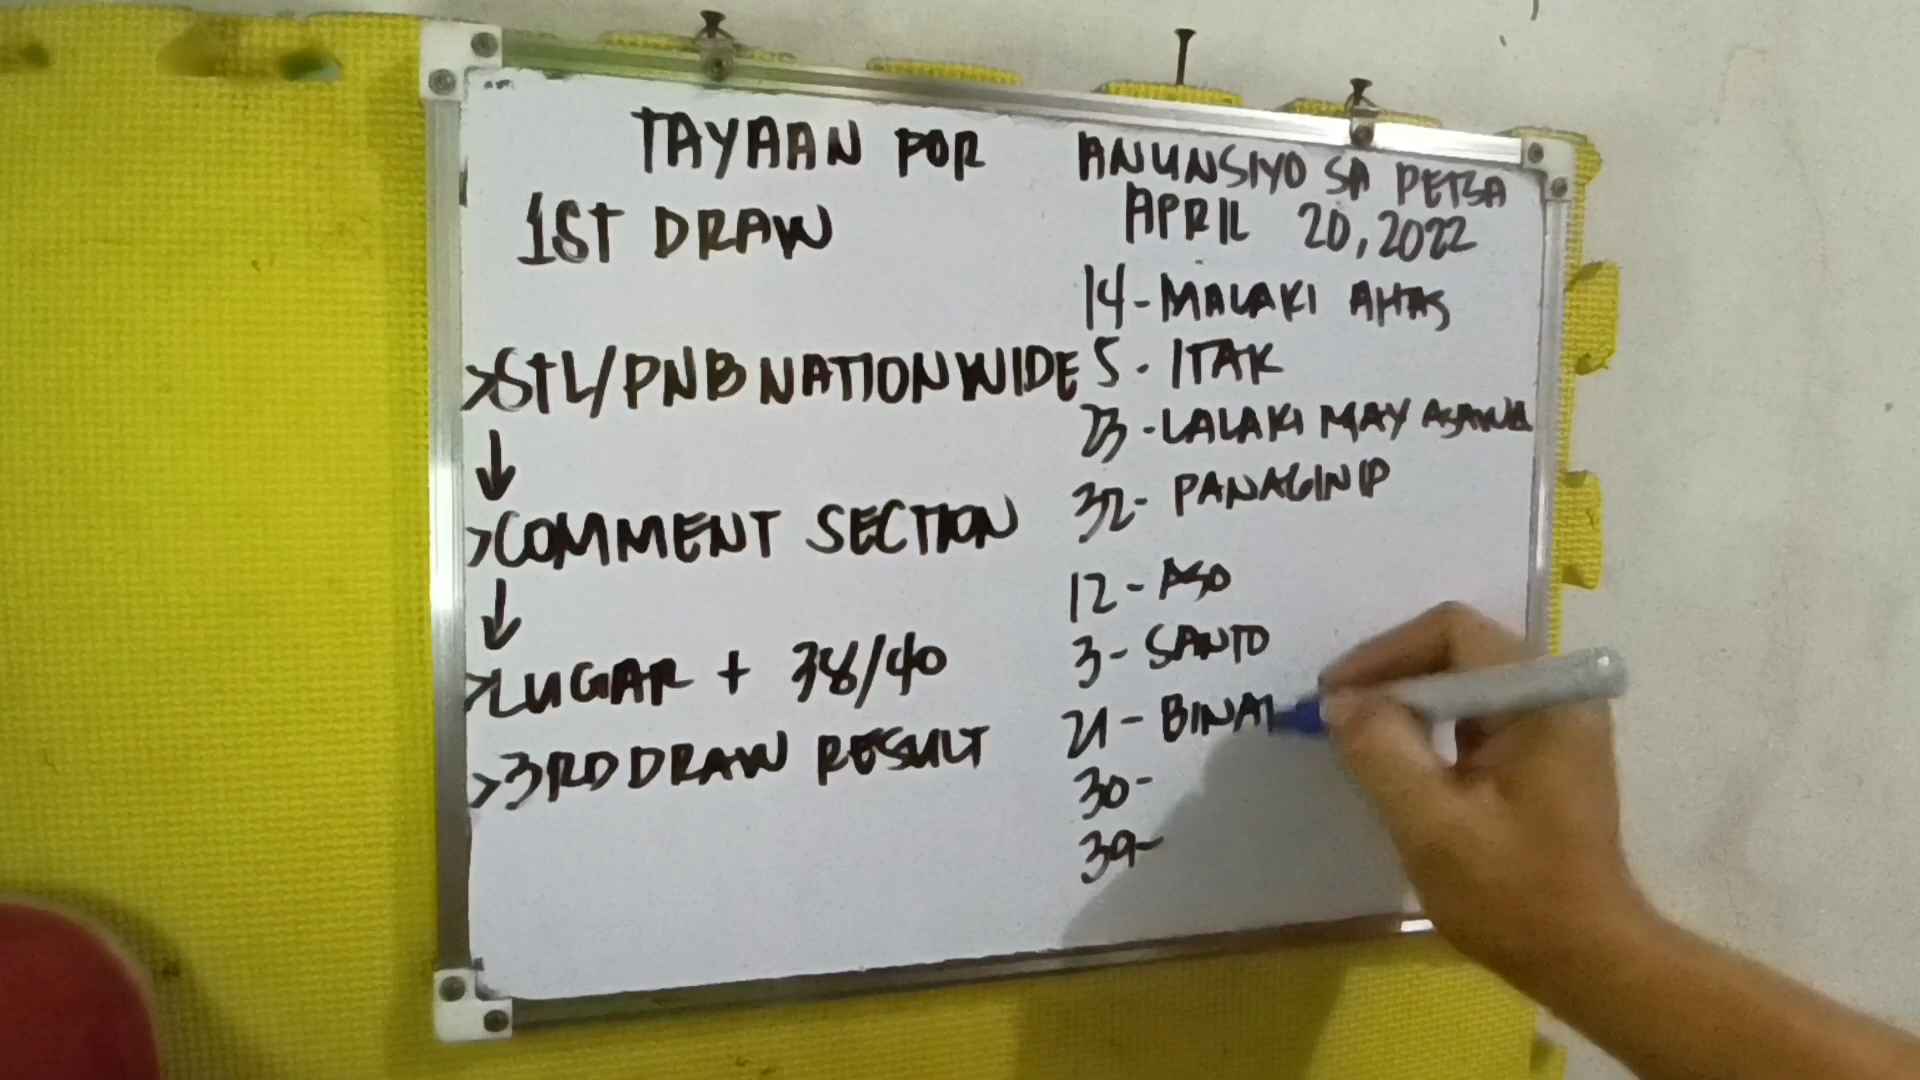 TAYAAN POR
1ST DRAW
>STL/PNB NATIONWIDE
↓
>COMMENT SECTION
↓
>LUGAR + 38/40
>3RD DRAW RESULT
ANUNSIYO SA PETSA
APRIL 20, 2022
14-MALAKI AHAS
5-ITAK
23-LALAKI MAY ASAWA
32-PANAGINIP
12-ASO
3-SANTO
21-BINAT
30-
39-